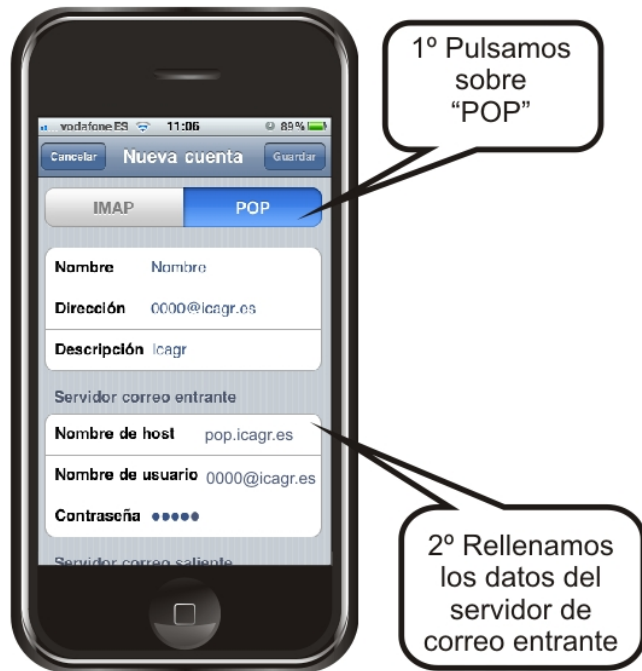 1º Pulsamos
sobre
“POP”
vodafone ES 11:06 89%
Cancelar Nueva cuenta Guardar
IMAP POP
Nombre Nombre
Dirección 0000@icagr.es
Descripción Icagr
Servidor correo entrante
Nombre de host pop.icagr.es
Nombre de usuario 0000@icagr.es
Contraseña ●●●●●
Servidor correo saliente
2º Rellenamos
los datos del
servidor de
correo entrante